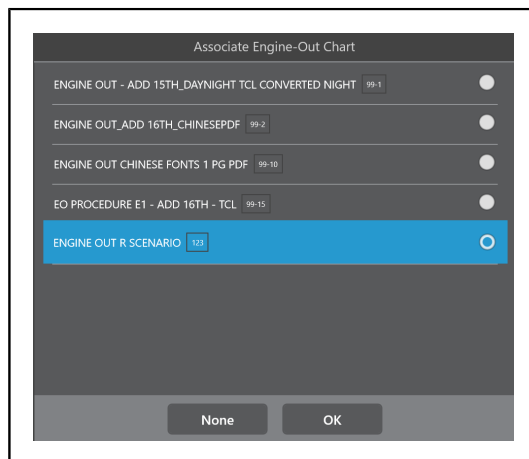 Associate Engine-Out Chart
ENGINE OUT - ADD 15TH_DAYNIGHT TCL CONVERTED NIGHT 99-1
ENGINE OUT_ADD 16TH_CHINESEPDF 99-2
ENGINE OUT CHINESE FONTS 1 PG PDF 99-10
EO PROCEDURE E1 - ADD 16TH - TCL 99-15
ENGINE OUT R SCENARIO 123
None OK